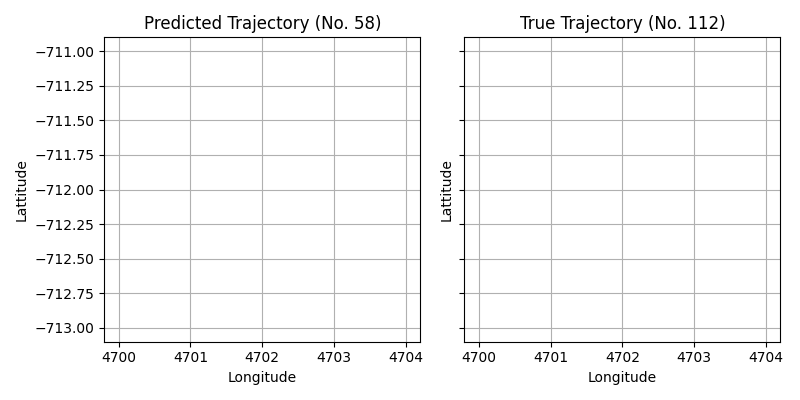 Predicted Trajectory (No. 58)
True Trajectory (No. 112)
−711.00
−711.25
−711.50
−711.75
−712.00
−712.25
−712.50
−712.75
−713.00
Lattitude
Lattitude
4700 4701 4702 4703 4704
4700 4701 4702 4703 4704
Longitude
Longitude